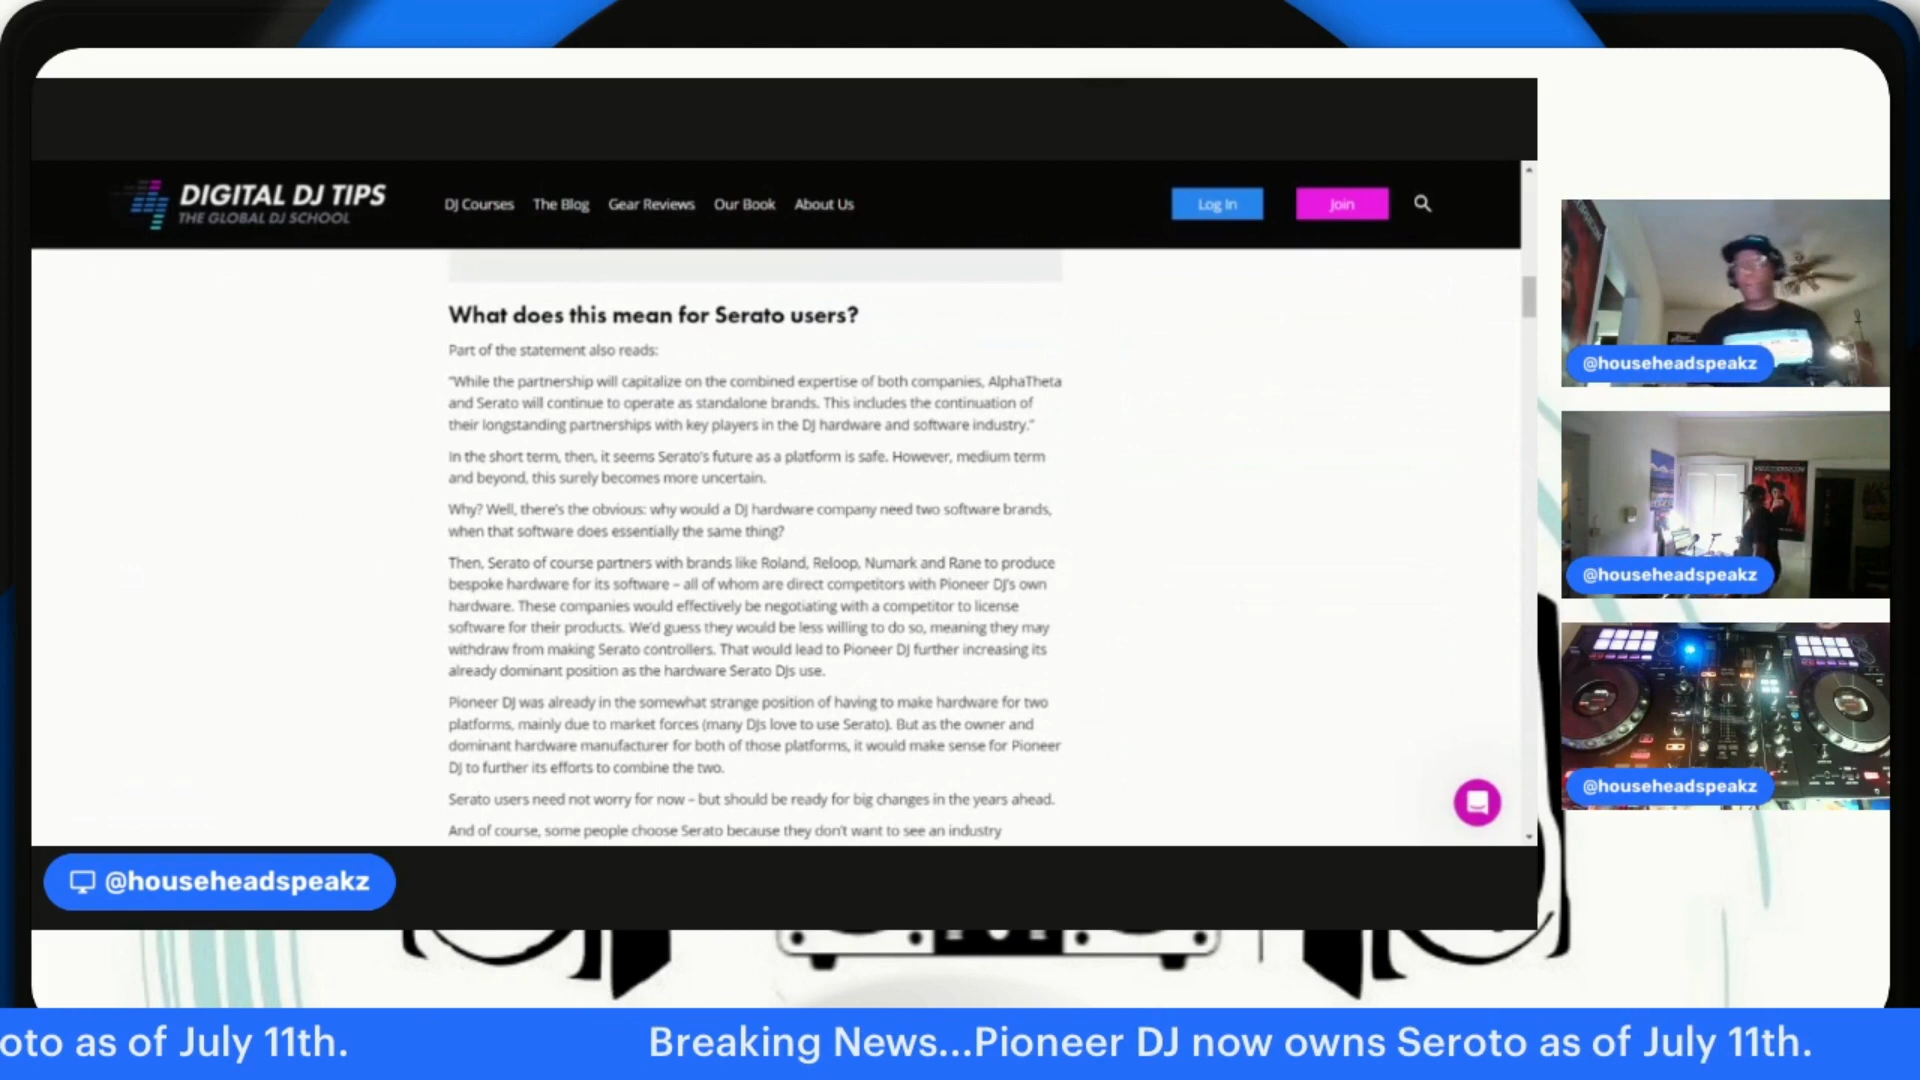 DIGITAL DJ TIPS
THE GLOBAL DJ SCHOOL
DJ Courses The Blog Gear Reviews Our Book About Us
Log In
Join
What does this mean for Serato users?
Part of the statement also reads:
"While the partnership will capitalize on the combined expertise of both companies, AlphaTheta
and Serato will continue to operate as standalone brands. This includes the continuation of
their longstanding partnerships with key players in the DJ hardware and software industry."
In the short term, then, it seems Serato's future as a platform is safe. However, medium term
and beyond, this surely becomes more uncertain.
Why? Well, there's the obvious: why would a DJ hardware company need two software brands,
when that software does essentially the same thing?
Then, Serato of course partners with brands like Roland, Reloop, Numark and Rane to produce
bespoke hardware for its software – all of whom are direct competitors with Pioneer DJ's own
hardware. These companies would effectively be negotiating with a competitor to license
software for their products. We'd guess they would be less willing to do so, meaning they may
withdraw from making Serato controllers. That would lead to Pioneer DJ further increasing its
already dominant position as the hardware Serato DJs use.
Pioneer DJ was already in the somewhat strange position of having to make hardware for two
platforms, mainly due to market forces (many DJs love to use Serato). But as the owner and
dominant hardware manufacturer for both of those platforms, it would make sense for Pioneer
DJ to further its efforts to combine the two.
Serato users need not worry for now – but should be ready for big changes in the years ahead.
And of course, some people choose Serato because they don't want to see an industry
@househeadspeakz
@househeadspeakz
@househeadspeakz
@househeadspeakz
oto as of July 11th.
Breaking News...Pioneer DJ now owns Seroto as of July 11th.